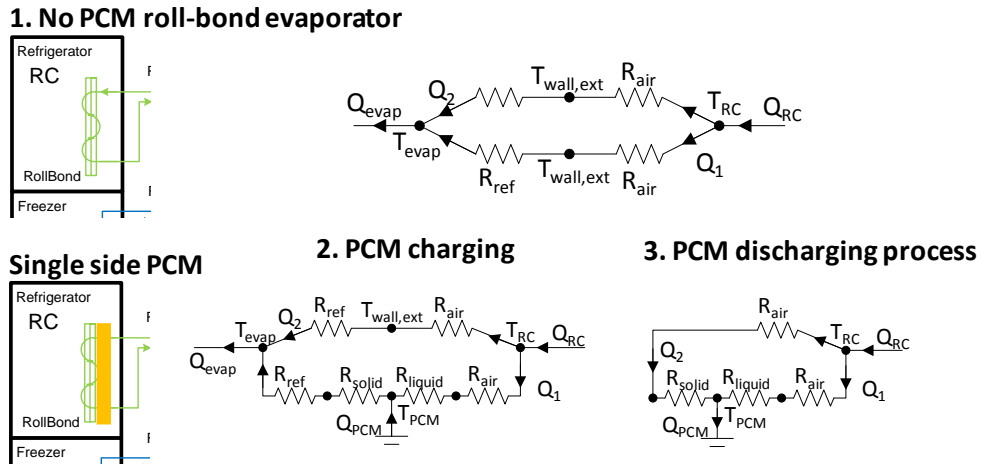 1. No PCM roll-bond evaporator
Refrigerator
RC
F
RollBond
Freezer
F
Q2
Twall,ext
Rair
Qevap
TRC
QRC
Tevap
Rref
Twall,ext
Rair
Q1
Single side PCM
2. PCM charging
3. PCM discharging process
Refrigerator
RC
F
RollBond
Freezer
F
Tevap
Q2
Rref
Twall,ext
Rair
TRC
QRC
Qevap
Rref
Rsolid
Rliquid
Rair
Q1
QPCM
TPCM
Rair
TRC
QRC
Q2
Rsolid
Rliquid
Rair
Q1
QPCM
TPCM